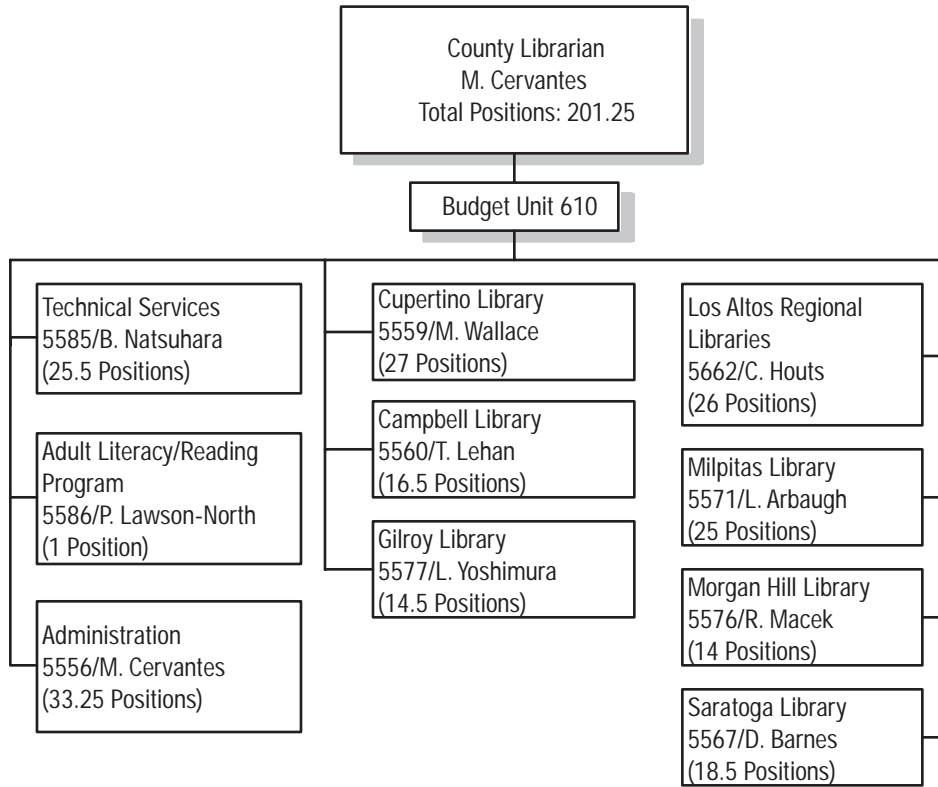 County Librarian
M. Cervantes
Total Positions: 201.25
Budget Unit 610
Technical Services
5585/B. Natsuhara
(25.5 Positions)
Adult Literacy/Reading
Program
5586/P. Lawson-North
(1 Position)
Administration
5556/M. Cervantes
(33.25 Positions)
Cupertino Library
5559/M. Wallace
(27 Positions)
Campbell Library
5560/T. Lehan
(16.5 Positions)
Gilroy Library
5577/L. Yoshimura
(14.5 Positions)
Los Altos Regional
Libraries
5662/C. Houts
(26 Positions)
Milpitas Library
5571/L. Arbaugh
(25 Positions)
Morgan Hill Library
5576/R. Macek
(14 Positions)
Saratoga Library
5567/D. Barnes
(18.5 Positions)